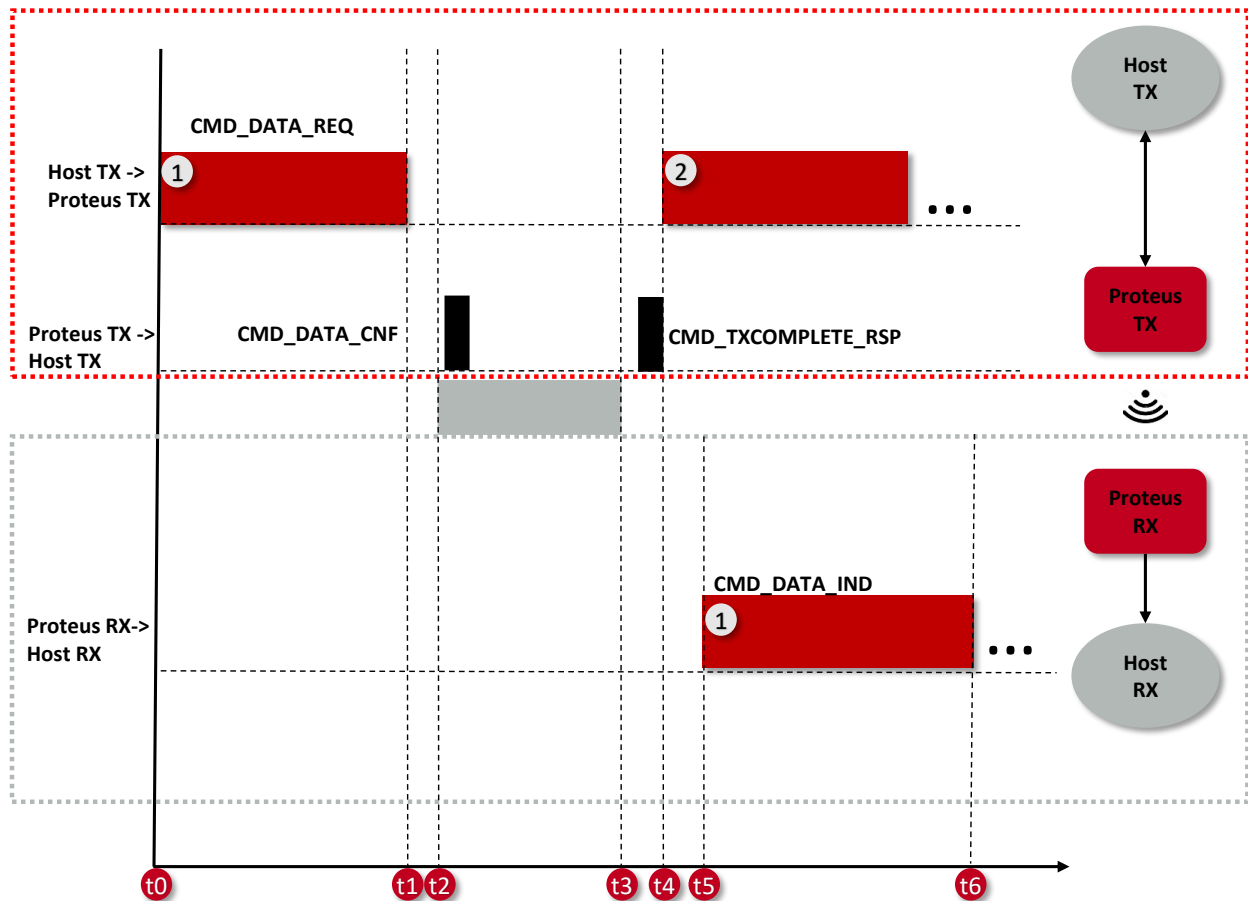 Host
TX
CMD_DATA_REQ
1
2
Host TX ->
Proteus TX
...
Proteus TX ->
Host TX
CMD_DATA_CNF
CMD_TXCOMPLETE_RSP
Proteus
TX
Proteus
RX
CMD_DATA_IND
1
Proteus RX->
Host RX
...
Host
RX
t0
t1
t2
t3
t4
t5
t6